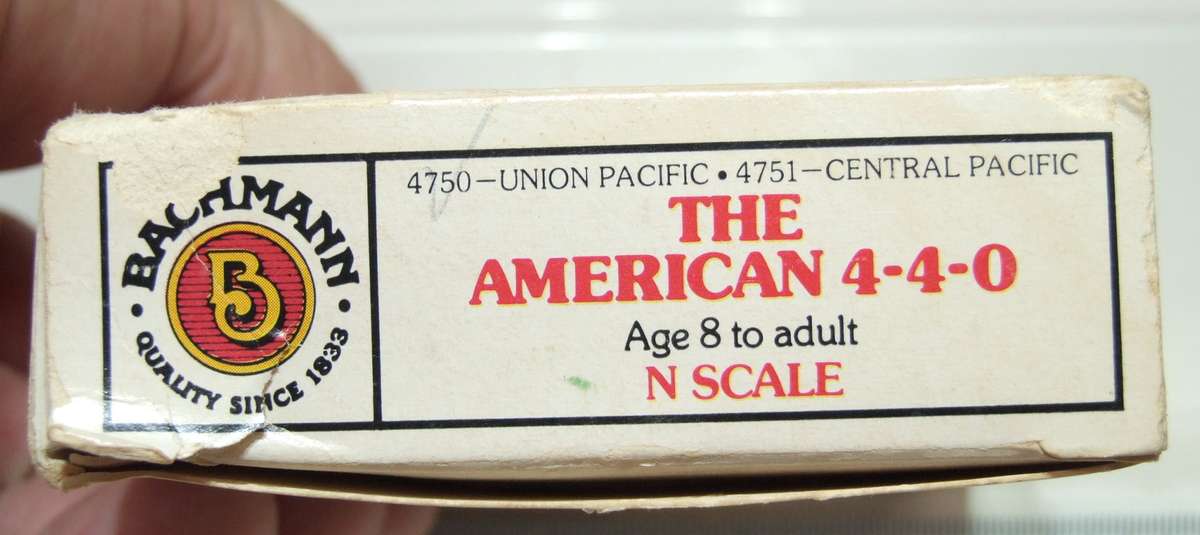 BACHMANN
B
• QUALITY SINCE 1833 •
4750—UNION PACIFIC • 4751—CENTRAL PACIFIC
THE
AMERICAN 4-4-0
Age 8 to adult
N SCALE